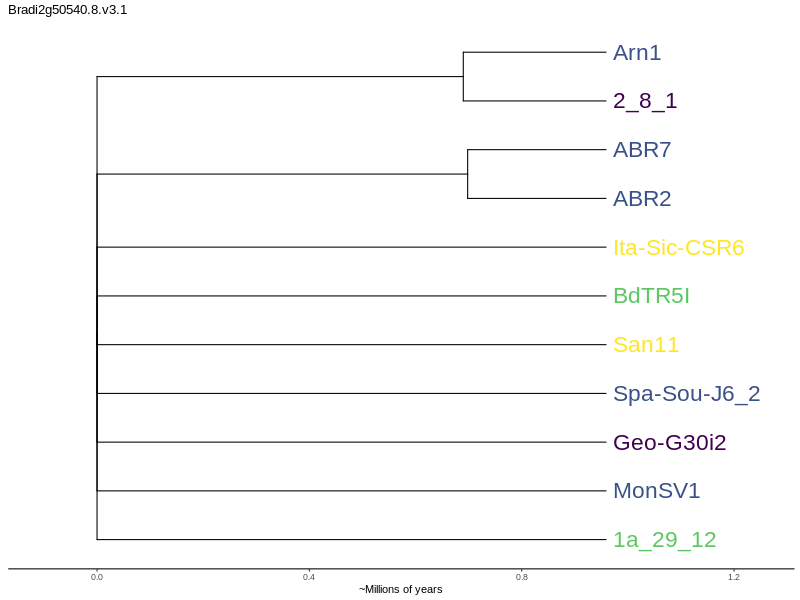 Bradi2g50540.8.v3.1
Arn1
2_8_1
ABR7
ABR2
Ita-Sic-CSR6
BdTR5I
San11
Spa-Sou-J6_2
Geo-G30i2
MonSV1
1a_29_12
0.0 0.4 0.8 1.2
~Millions of years